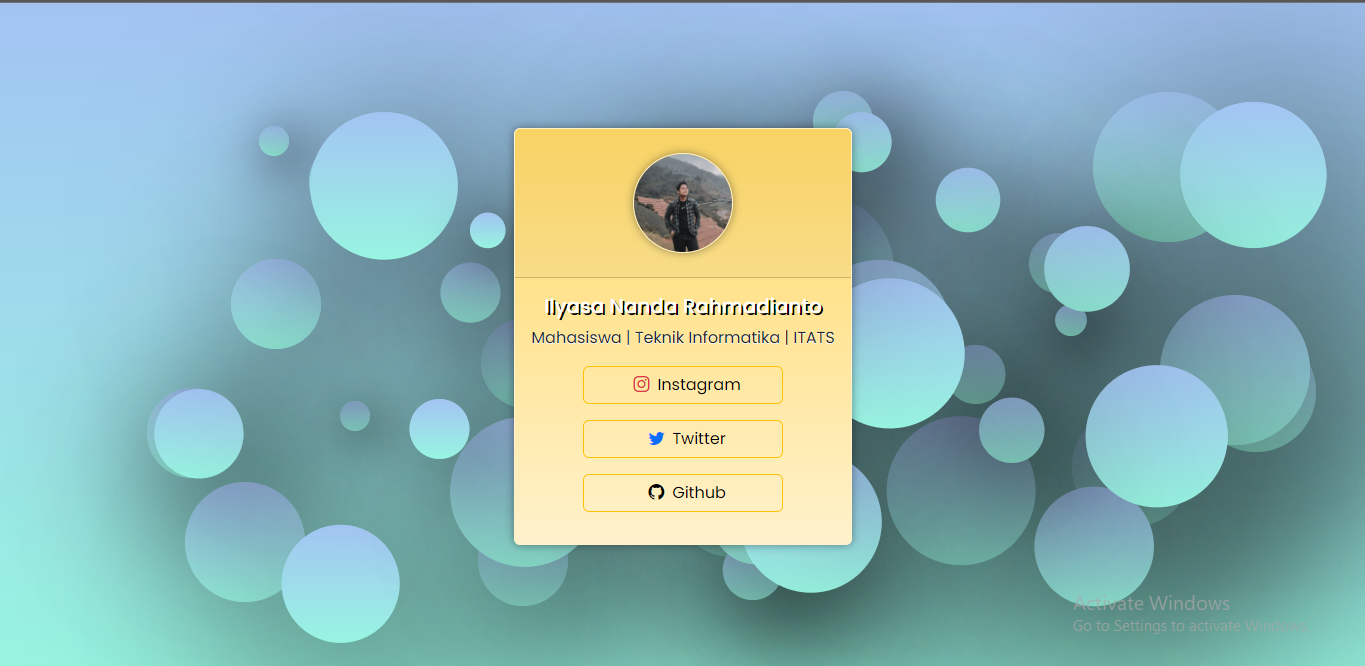 Ilyasa Nanda Rahmadianto
Mahasiswa | Teknik Informatika | ITATS
Instagram
Twitter
Github
Activate Windows
Go to Settings to activate Windows.